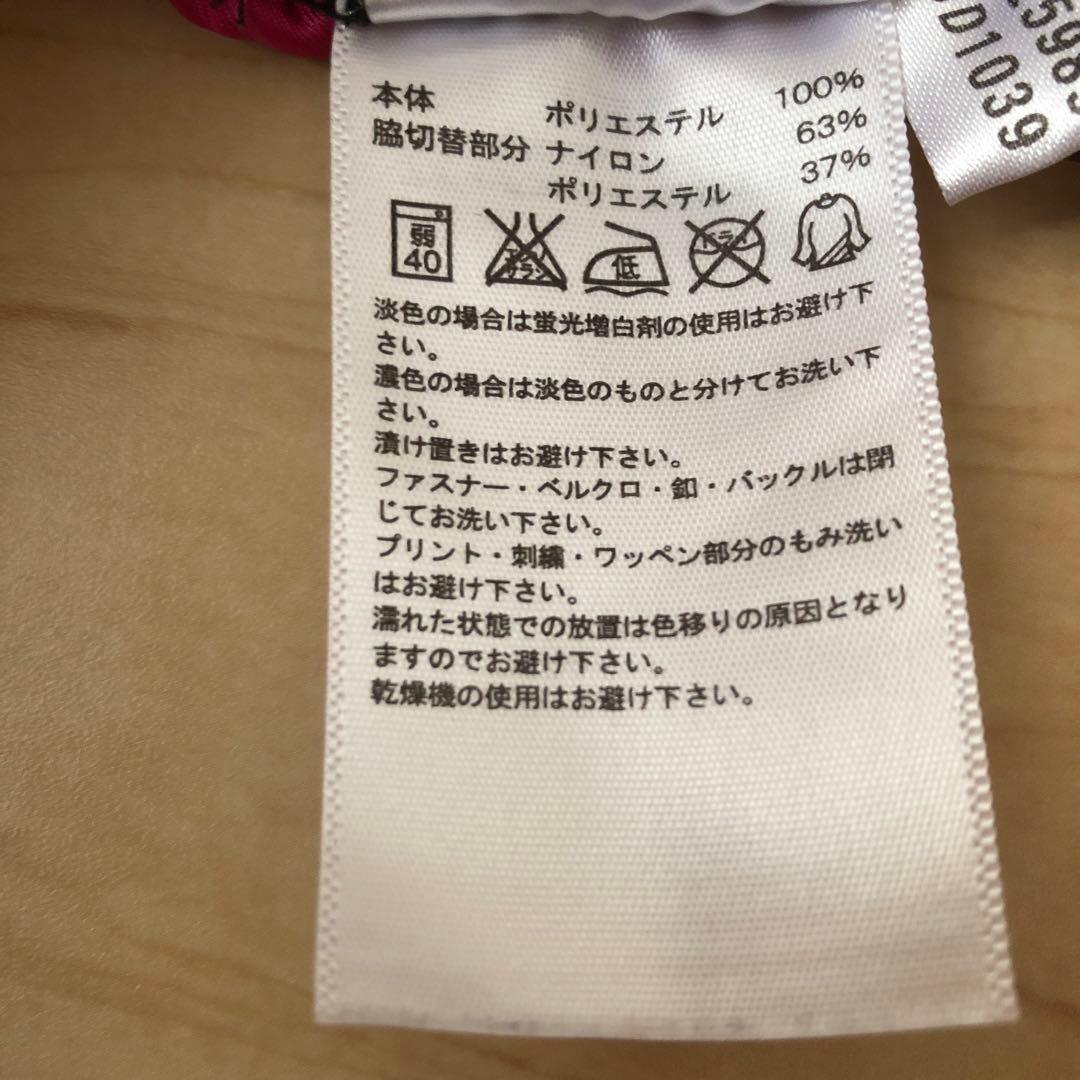 本体 ポリエステル 100%
脇切替部分 ナイロン 63%
ポリエステル 37%
弱
40
エンソ
サラシ
低
ドライ
淡色の場合は蛍光増白剤の使用はお避け下
さい。
濃色の場合は淡色のものと分けてお洗い下
さい。
漬け置きはお避け下さい。
ファスナー・ベルクロ・釦・バックルは閉
じてお洗い下さい。
プリント・刺繍・ワッペン部分のもみ洗い
はお避け下さい。
濡れた状態での放置は色移りの原因となり
ますのでお避け下さい。
乾燥機の使用はお避け下さい。
D1039